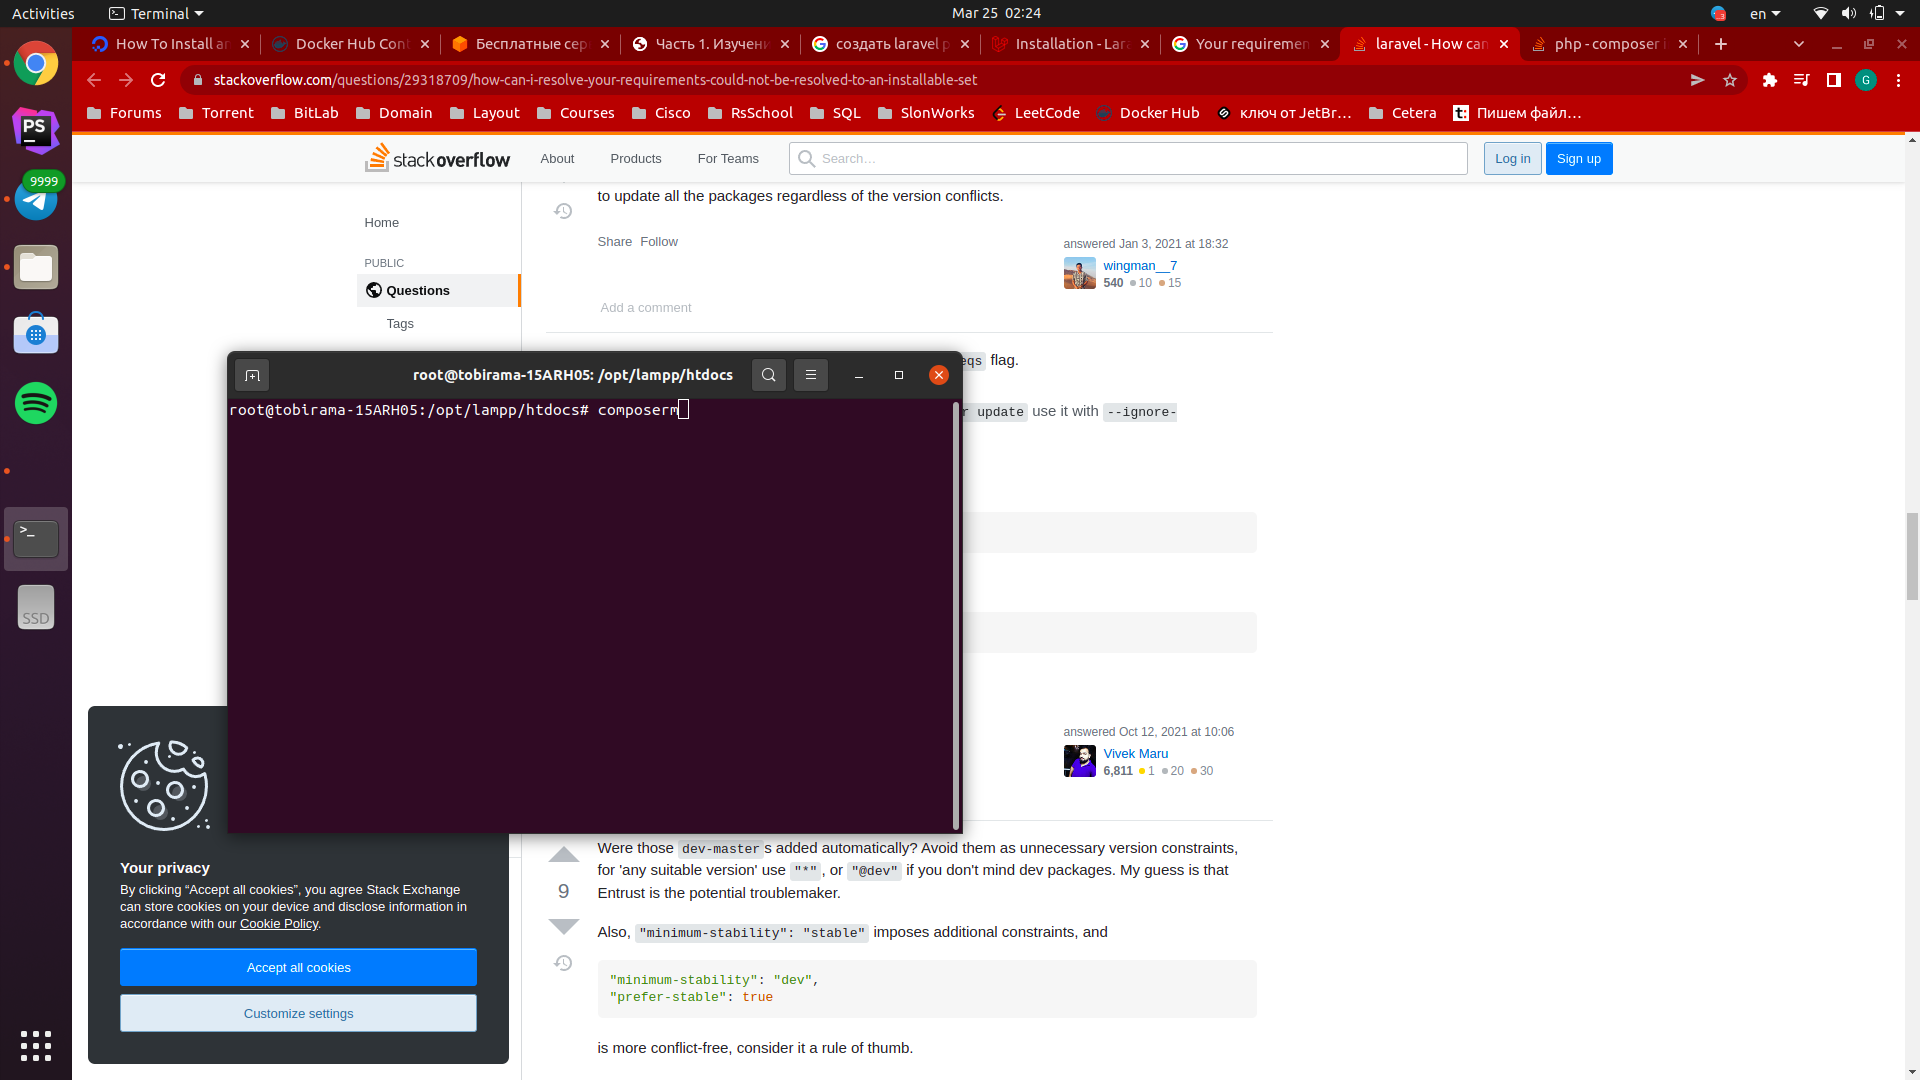 Activities
Terminal
Mar 25 02:24
en
How To Install a
Docker Hub Cont
Бесплатные сер
Часть 1. Изучени
создать laravel р
Installation - Lar
Your requiremen
laravel - How can
php - composer i
stackoverflow.com/questions/29318709/how-can-i-resolve-your-requirements-could-not-be-resolved-to-an-installable-set
G
Forums
Torrent
BitLab
Domain
Layout
Courses
Cisco
RsSchool
SQL
SlonWorks
LeetCode
Docker Hub
ключ от JetBr…
Cetera
t:
Пишем файл…
PS
9999
SSD
stackoverflow
About
Products
For Teams
Search…
Log in
Sign up
Home
PUBLIC
Questions
Tags
to update all the packages regardless of the version conflicts.
Share Follow
answered Jan 3, 2021 at 18:32
wingman__7
540 10 15
Add a comment
eqs flag.
r update use it with --ignore-
root@tobirama-15ARH05: /opt/lampp/htdocs
root@tobirama-15ARH05:/opt/lampp/htdocs# composerm
answered Oct 12, 2021 at 10:06
Vivek Maru
6,811 1 20 30
9
Were those dev-master s added automatically? Avoid them as unnecessary version constraints,
for 'any suitable version' use "*", or "@dev" if you don't mind dev packages. My guess is that
Entrust is the potential troublemaker.
Also, "minimum-stability": "stable" imposes additional constraints, and
"minimum-stability": "dev",
"prefer-stable": true
is more conflict-free, consider it a rule of thumb.
Your privacy
By clicking “Accept all cookies”, you agree Stack Exchange
can store cookies on your device and disclose information in
accordance with our Cookie Policy.
Accept all cookies
Customize settings